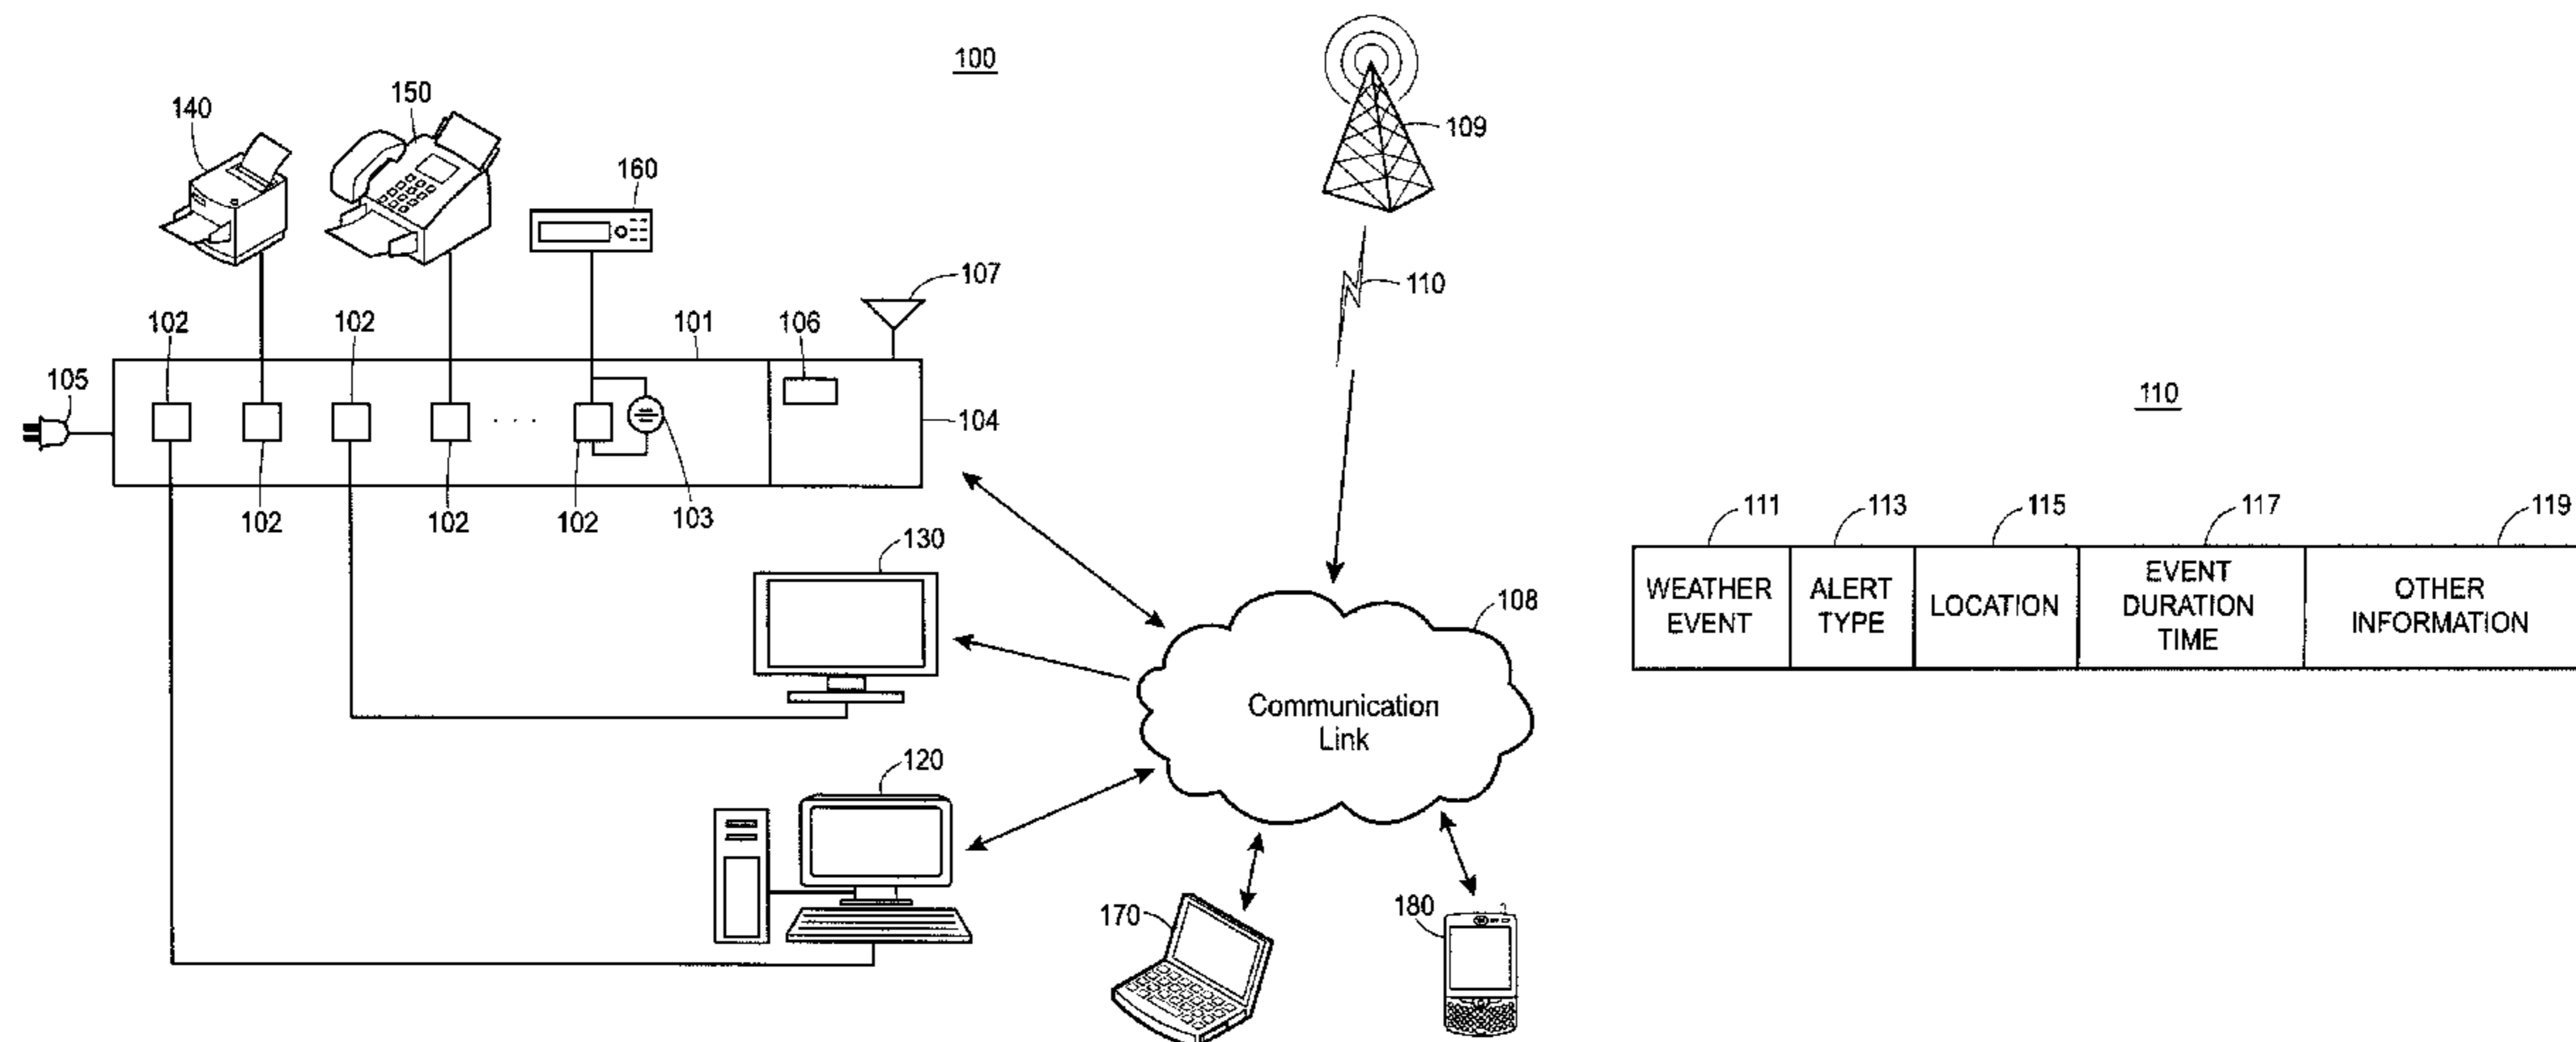 100
109
140
150
160
107
110
102
102
101
106
105
104
102
102
102
103
130
108
Communication
Link
120
170
180
110
111
113
115
117
119
WEATHER
EVENT
ALERT
TYPE
LOCATION
EVENT
DURATION
TIME
OTHER
INFORMATION